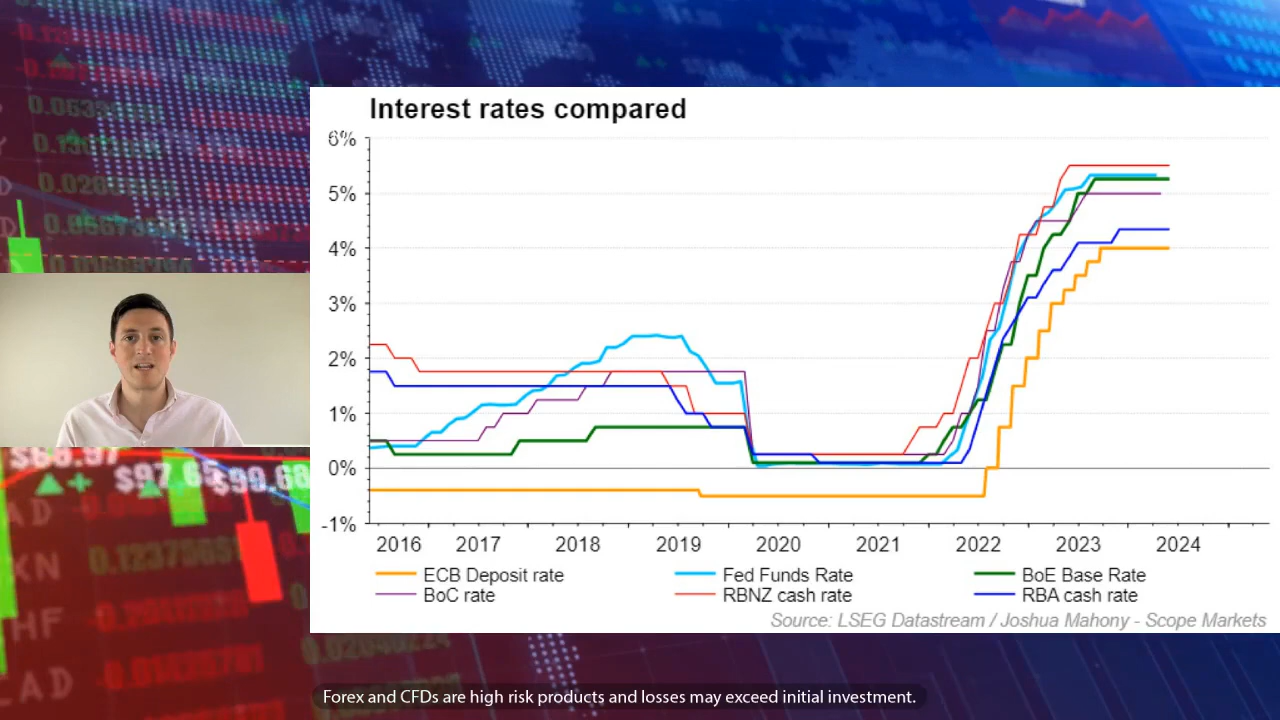 Interest rates compared
6%
5%
4%
3%
2%
1%
0%
-1%
2016 2017 2018 2019 2020 2021 2022 2023 2024
ECB Deposit rate Fed Funds Rate BoE Base Rate
BoC rate RBNZ cash rate RBA cash rate
Source: LSEG Datastream / Joshua Mahony - Scope Markets
$97.65
Forex and CFDs are high risk products and losses may exceed initial investment.